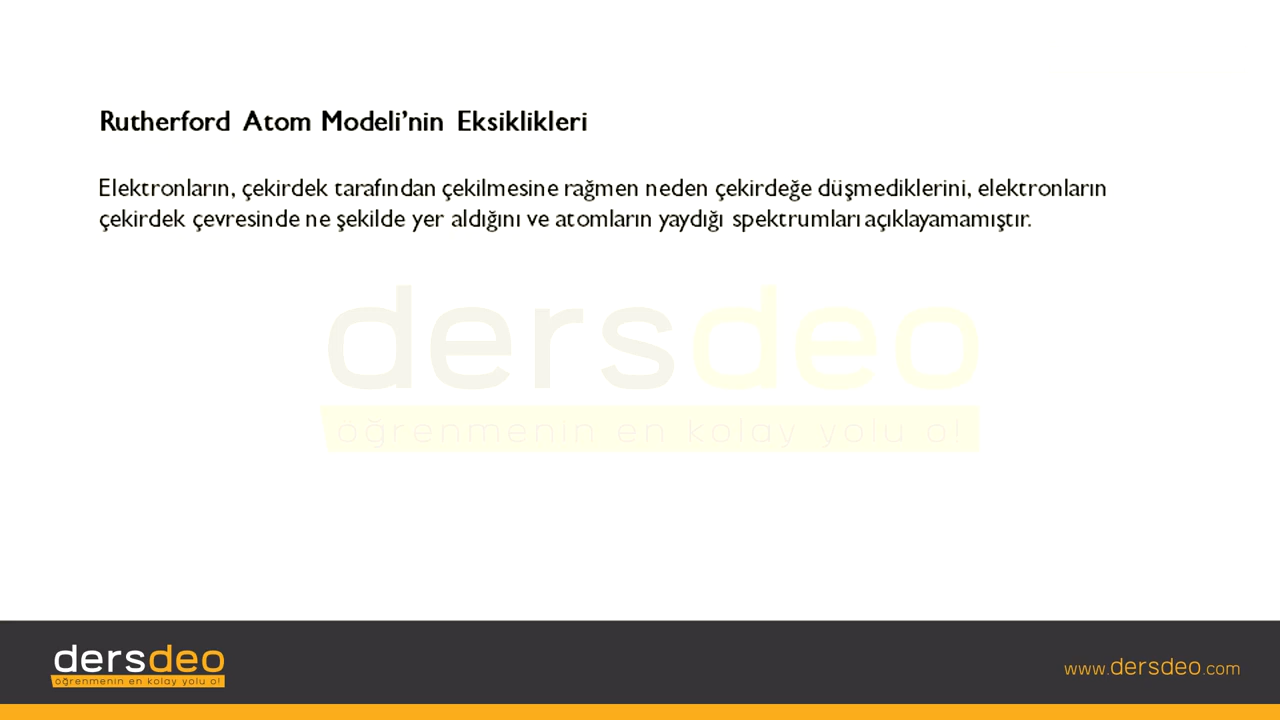 Rutherford Atom Modeli’nin Eksiklikleri
Elektronların, çekirdek tarafından çekilmesine rağmen neden çekirdeğe düşmediklerini, elektronların
çekirdek çevresinde ne şekilde yer aldığını ve atomların yaydığı spektrumları açıklayamamıştır.
dersdeo
öğrenmenin en kolay yolu o!
dersdeo
öğrenmenin en kolay yolu o!
www.dersdeo.com